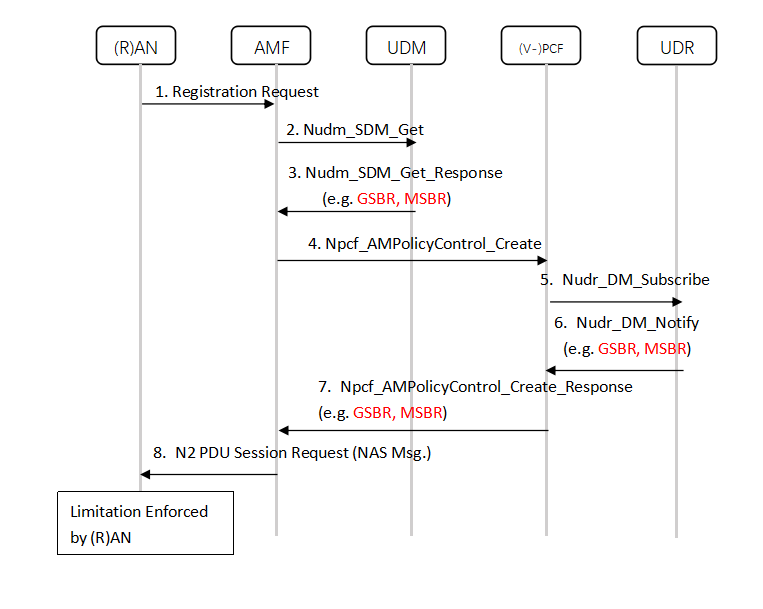 (R)AN
AMF
UDM
(V-)PCF
UDR
1. Registration Request
2. Nudm_SDM_Get
3. Nudm_SDM_Get_Response
(e.g. GSBR, MSBR)
4. Npcf_AMPolicyControl_Create
5. Nudr_DM_Subscribe
6. Nudr_DM_Notify
(e.g. GSBR, MSBR)
7. Npcf_AMPolicyControl_Create_Response
(e.g. GSBR, MSBR)
8. N2 PDU Session Request (NAS Msg.)
Limitation Enforced
by (R)AN